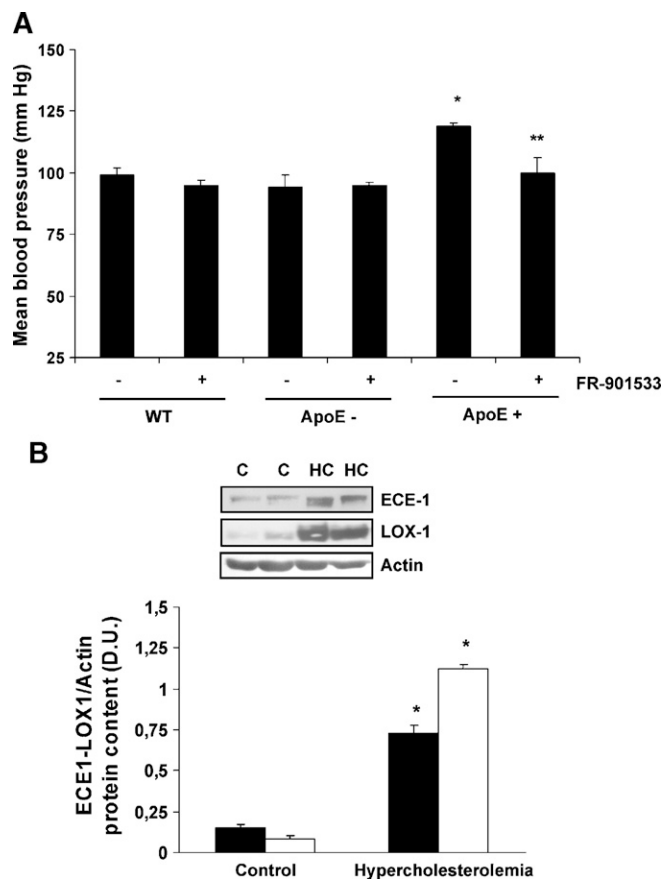 A
Mean blood pressure (mm Hg)
150
125
100
75
50
25
*
**
- + - + - + FR-901533
WT ApoE - ApoE +
B
C C HC HC
ECE-1
LOX-1
Actin
ECE1-LOX1/Actin
protein content (D.U.)
1,5
1,25
1
0,75
0,5
0,25
0
*
*
Control Hypercholesterolemia